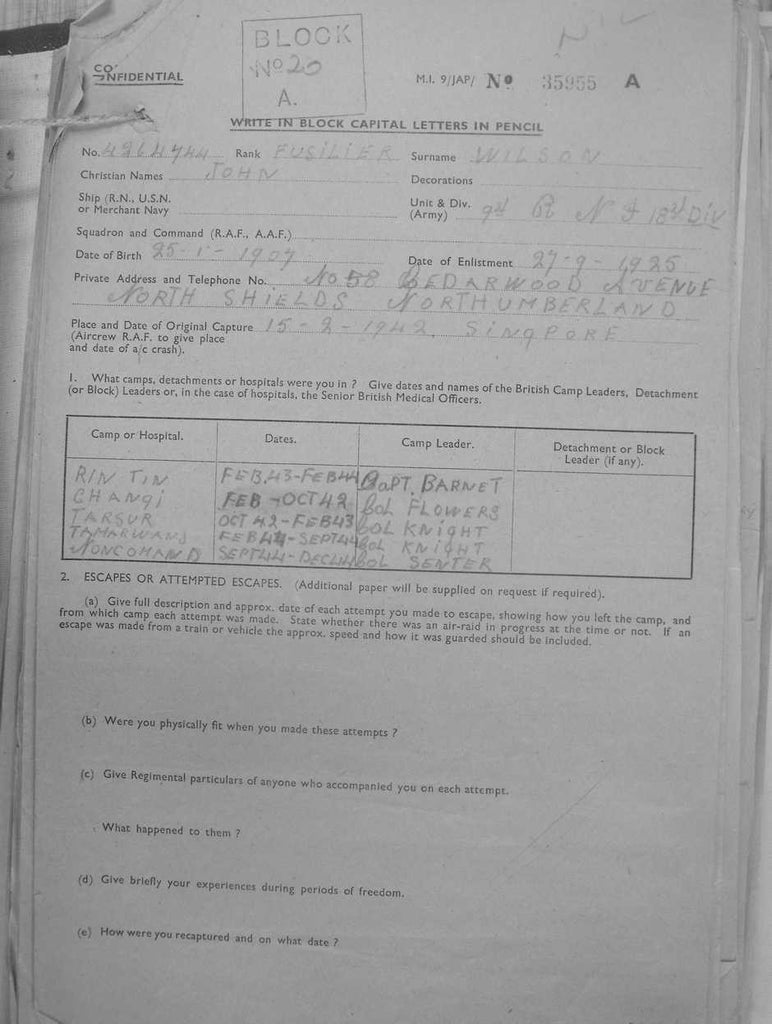 NIL
BLOCK
Nº 20
A.
CONFIDENTIAL
M.I. 9/JAP/ Nº 35955 A
WRITE IN BLOCK CAPITAL LETTERS IN PENCIL
No. 4264744 Rank FUSILIER Surname WILSON
Christian Names JOHN Decorations
Ship (R.N., U.S.N. or Merchant Navy
Unit & Div. (Army) 9th Bt N F 18th Div
Squadron and Command (R.A.F., A.A.F.)
Date of Birth 25-1-1907 Date of Enlistment 27-9-1925
Private Address and Telephone No. No 58 CEDARWOOD AVENUE
NORTH SHIELDS NORTHUMBERLAND
Place and Date of Original Capture 15-2-1942 SINGPORE
(Aircrew R.A.F. to give place
and date of a/c crash).
1. What camps, detachments or hospitals were you in ? Give dates and names of the British Camp Leaders, Detachment
(or Block) Leaders or, in the case of hospitals, the Senior British Medical Officers.
Camp or Hospital. Dates. Camp Leader. Detachment or Block Leader (if any).
RIN TIN FEB.43-FEB44 CaPT. BARNET
CHANGI FEB-OCT42 CoL FLOWERS
TARSUR OCT 42-FEB43 COL KNIGHT
TAMARWANS FEB44-SEPT44 CoL KNIGHT
NONCOHAND SEPT44-DEC44 CoL SENTER
2. ESCAPES OR ATTEMPTED ESCAPES. (Additional paper will be supplied on request if required).
(a) Give full description and approx. date of each attempt you made to escape, showing how you left the camp, and
from which camp each attempt was made. State whether there was an air-raid in progress at the time or not. If an
escape was made from a train or vehicle the approx. speed and how it was guarded should be included.
(b) Were you physically fit when you made these attempts ?
(c) Give Regimental particulars of anyone who accompanied you on each attempt.
What happened to them ?
(d) Give briefly your experiences during periods of freedom.
(e) How were you recaptured and on what date ?